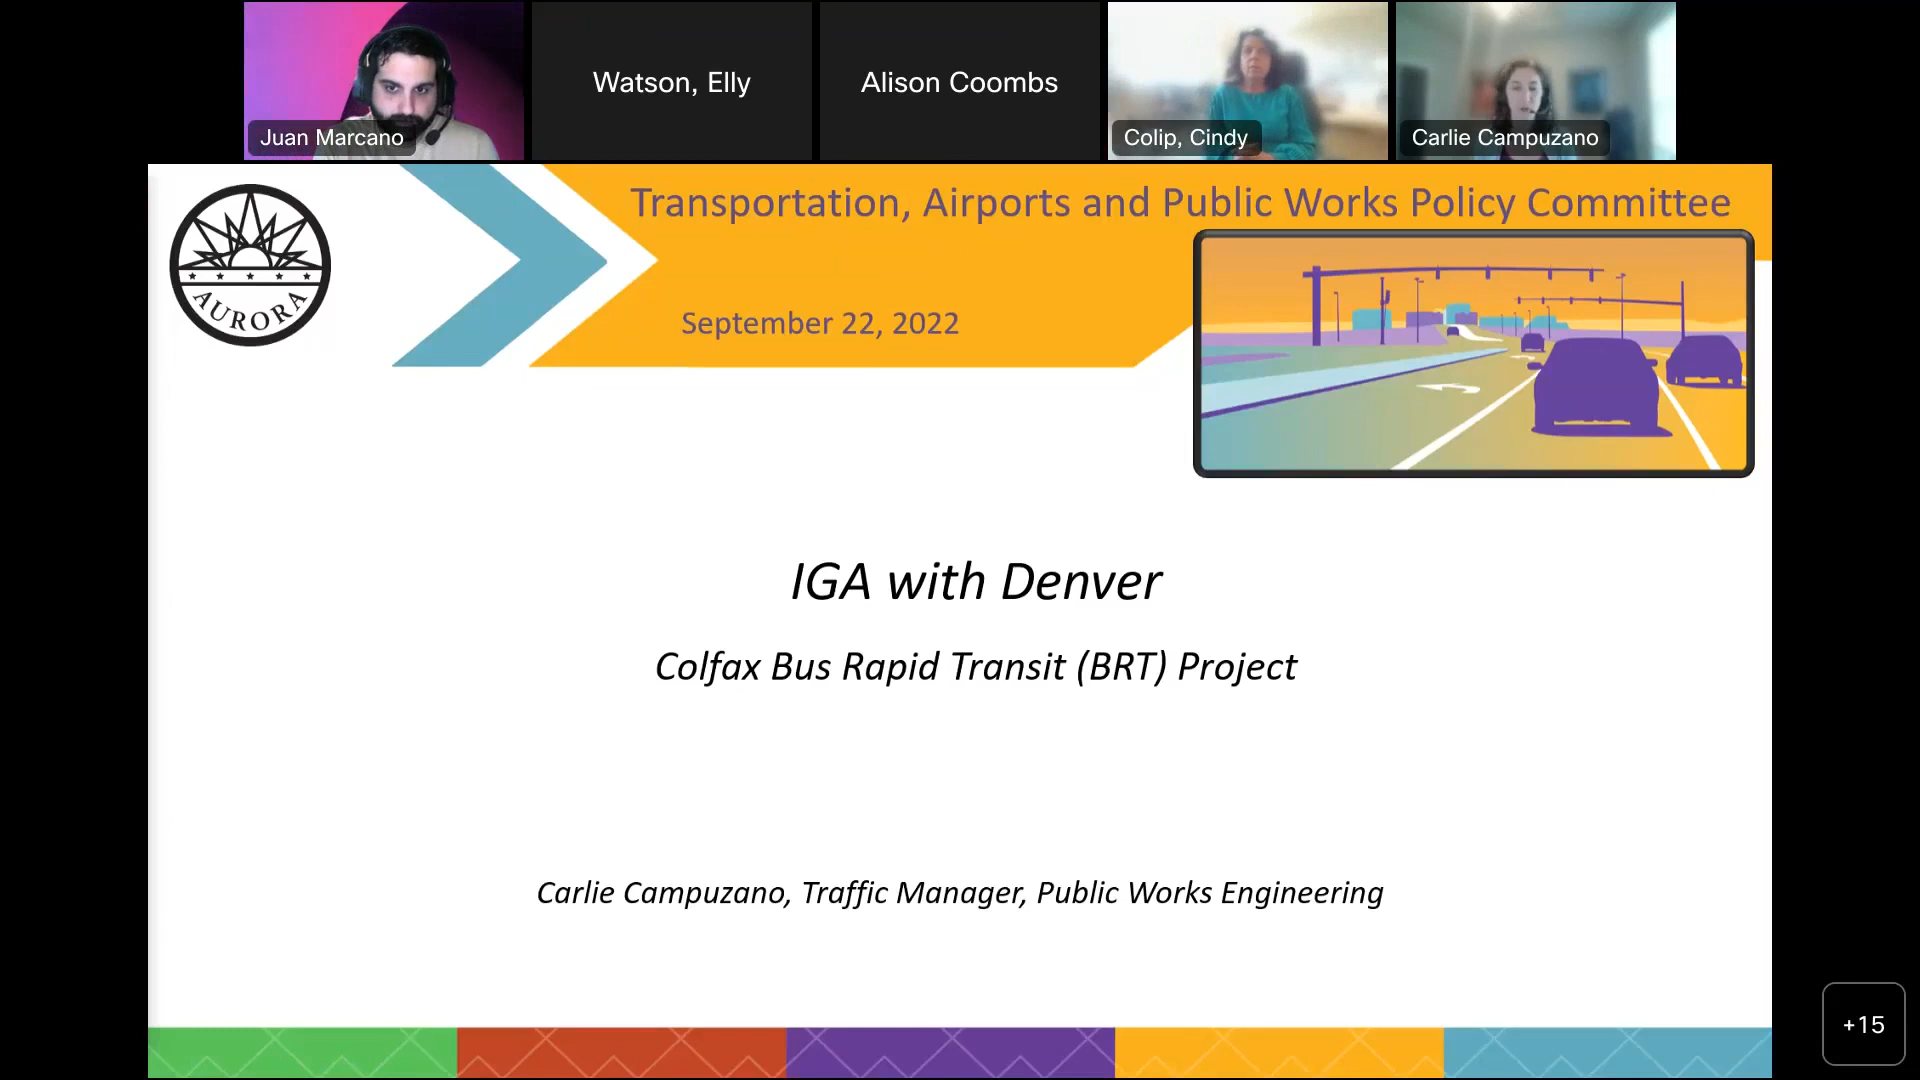 Juan Marcano
Watson, Elly
Alison Coombs
Colip, Cindy
Carlie Campuzano
Transportation, Airports and Public Works Policy Committee
AURORA
September 22, 2022
IGA with Denver
Colfax Bus Rapid Transit (BRT) Project
Carlie Campuzano, Traffic Manager, Public Works Engineering
+15